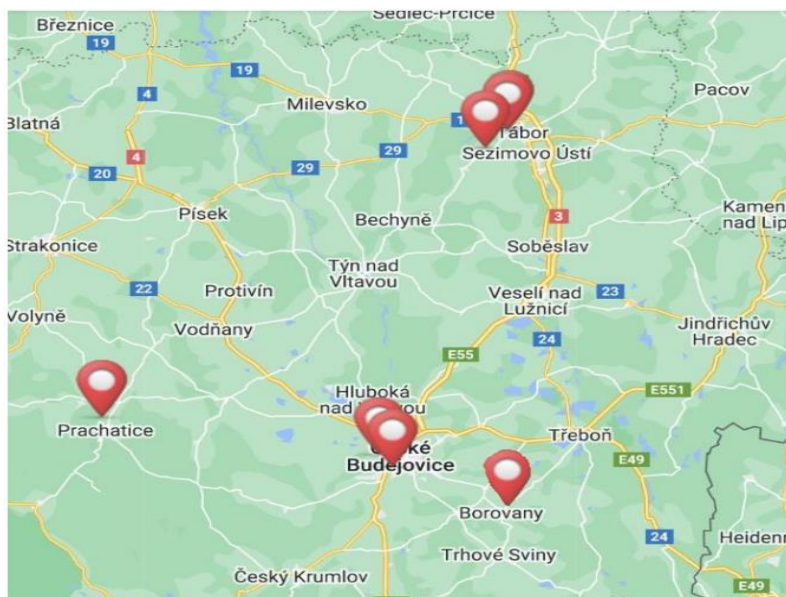 Sedlec-Prčice
Březnice
19
4
19
Pacov
Milevsko
Blatná
Tábor
29
Sezimovo Ústí
4
20
29
Písek
Bechyně
3
Kamen
nad Lip
Strakonice
Soběslav
Týn nad
Vltavou
22
Protivín
Veselí nad
Lužnicí
23
Volyně
Vodňany
Jindřichův
Hradec
24
E55
Hluboká
nad
E551
Prachatice
Třeboň
Budějovice
E49
Borovany
24
Heidenr
Trhové Sviny
Český Krumlov
E49